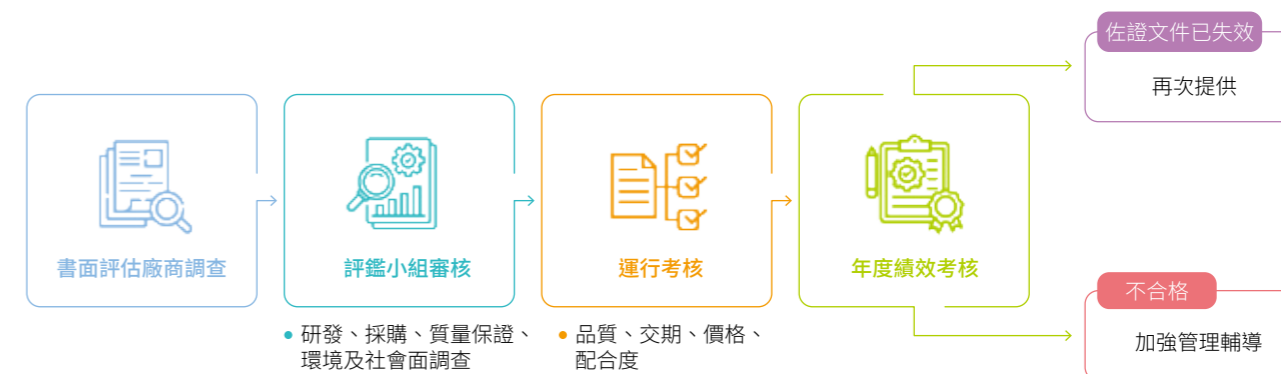 書面評估廠商調查
評鑑小組審核
• 研發、採購、質量保證、
環境及社會面調查
運行考核
• 品質、交期、價格、
配合度
年度績效考核
佐證文件已失效
再次提供
不合格
加強管理輔導